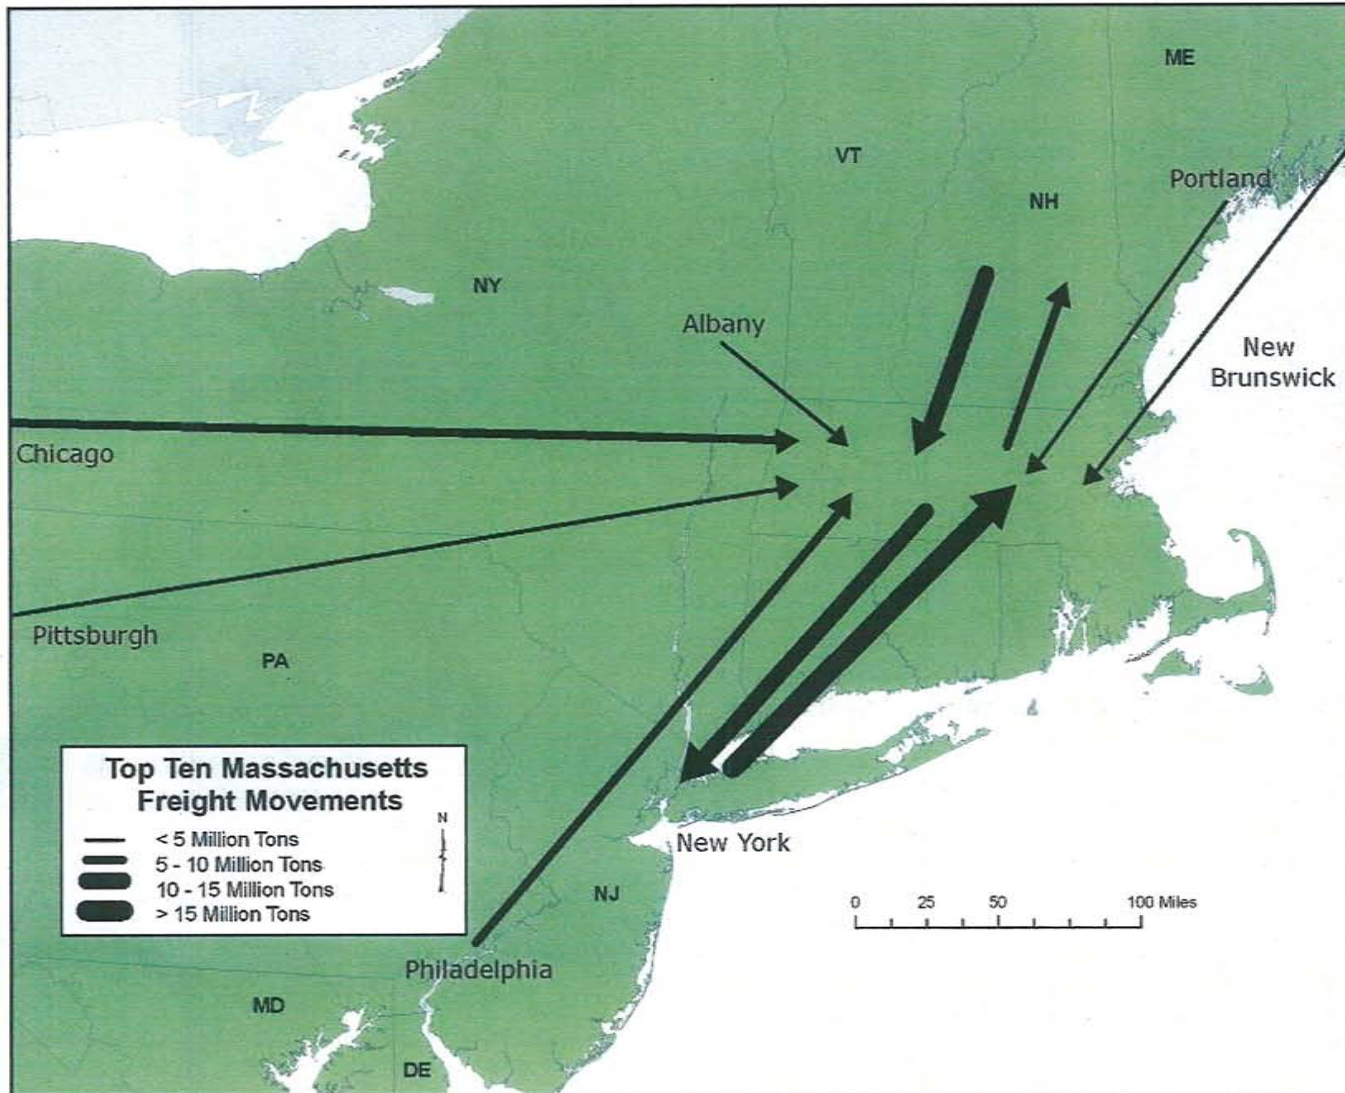 ME
VT
Portland
NH
NY
Albany
New
Brunswick
Chicago
Pittsburgh
PA
Top Ten Massachusetts
Freight Movements
N
< 5 Million Tons
5 - 10 Million Tons
10 - 15 Million Tons
> 15 Million Tons
New York
NJ
0 25 50 100 Miles
Philadelphia
MD
DE